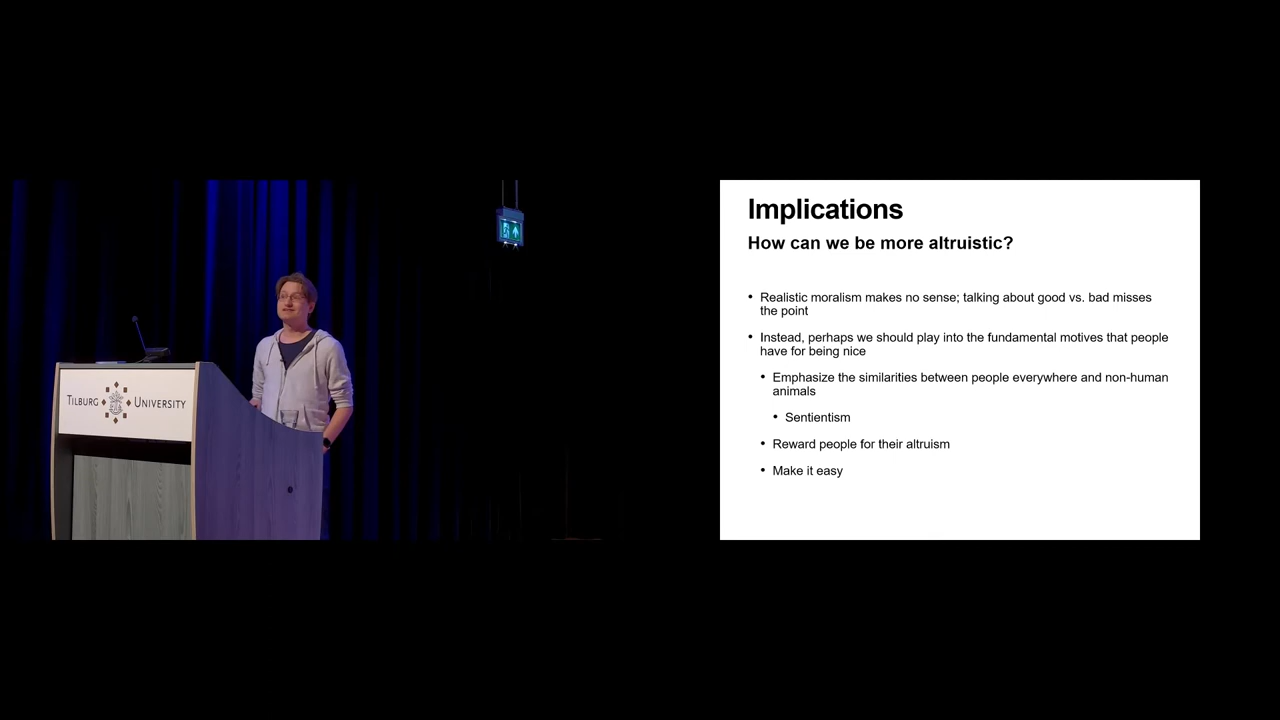 TILBURG UNIVERSITY
Implications
How can we be more altruistic?
• Realistic moralism makes no sense; talking about good vs. bad misses
the point
• Instead, perhaps we should play into the fundamental motives that people
have for being nice
• Emphasize the similarities between people everywhere and non-human
animals
• Sentientism
• Reward people for their altruism
• Make it easy